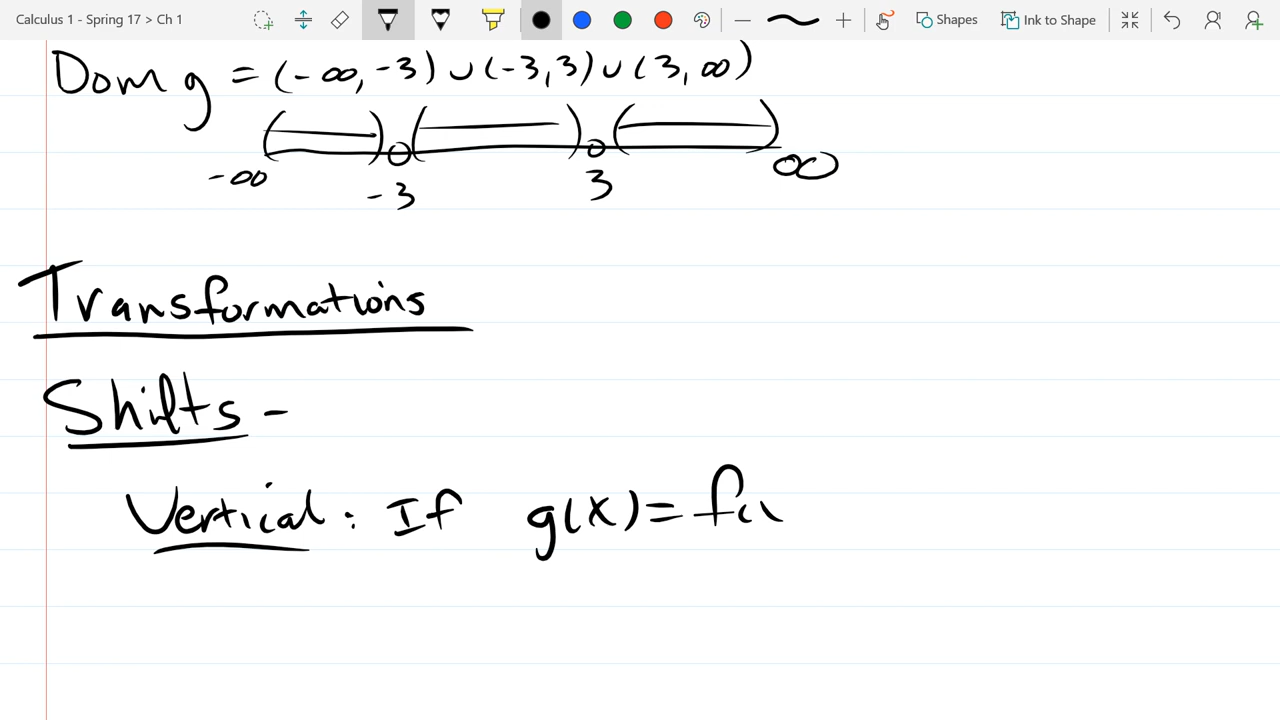 Calculus 1 - Spring 17 > Ch 1
Shapes
Ink to Shape
Dom g = (-∞, -3) ∪ (-3, 3) ∪ (3, ∞)
-∞ -3 3 ∞
Transformations
Shifts -
Vertical: If g(x) = f(